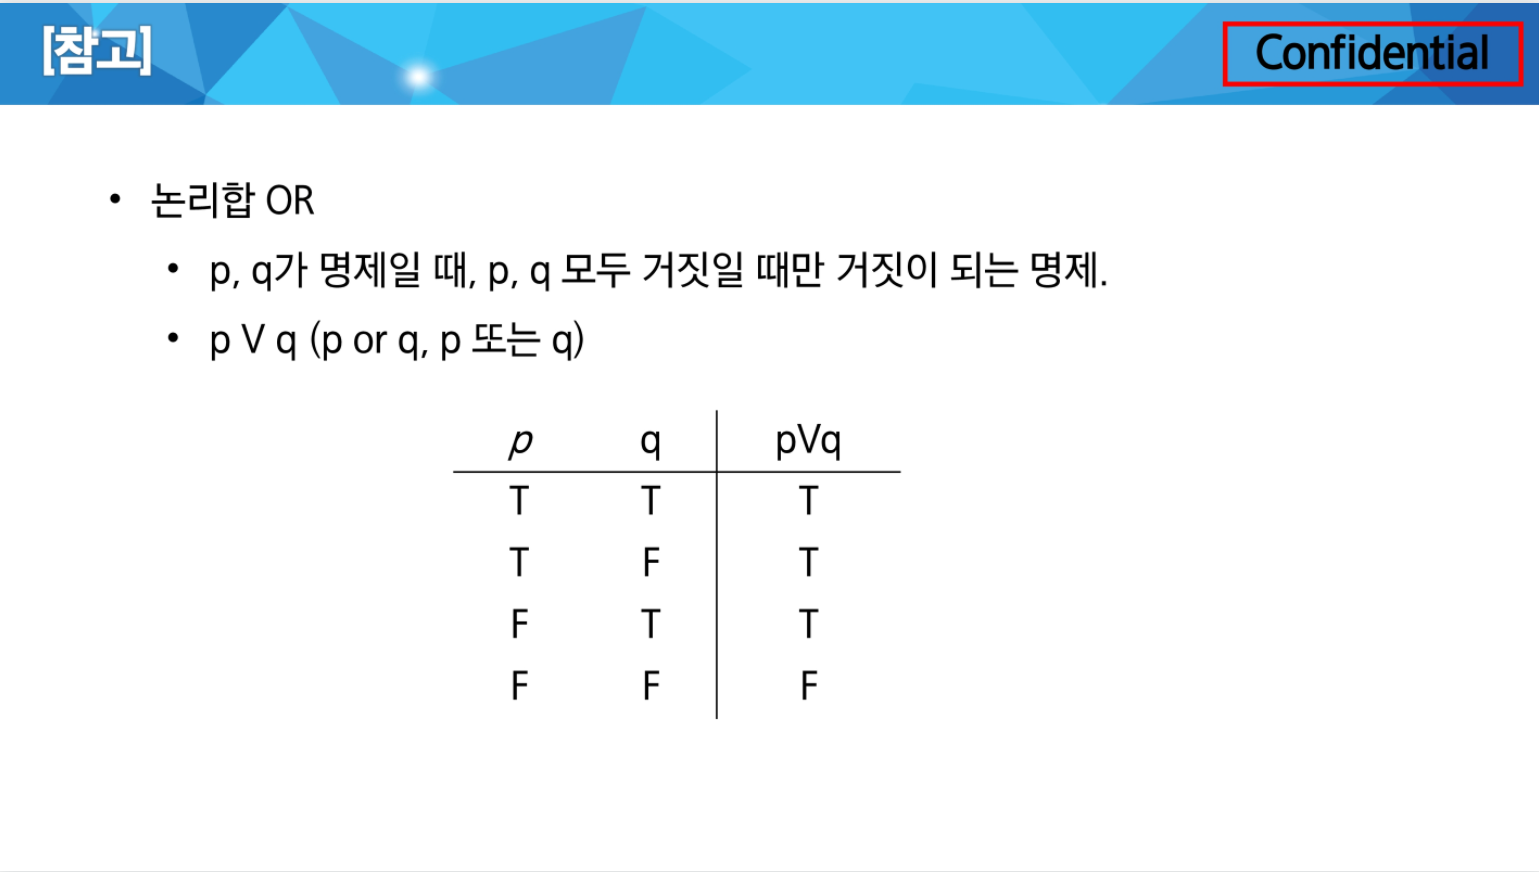 [참고]
Confidential
• 논리합 OR
• p, q가 명제일 때, p, q 모두 거짓일 때만 거짓이 되는 명제.
• p V q (p or q, p 또는 q)
p q pVq
T T T
T F T
F T T
F F F